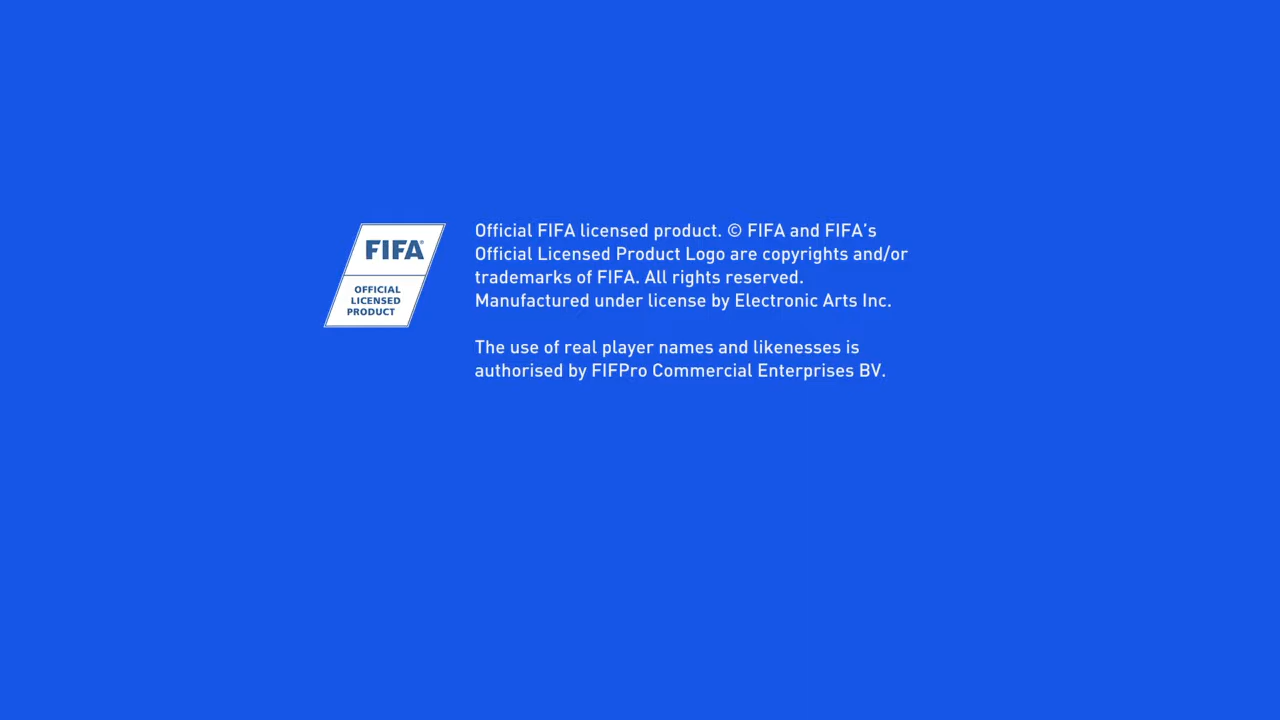 FIFA®
OFFICIAL
LICENSED
PRODUCT
Official FIFA licensed product. © FIFA and FIFA's
Official Licensed Product Logo are copyrights and/or
trademarks of FIFA. All rights reserved.
Manufactured under license by Electronic Arts Inc.
The use of real player names and likenesses is
authorised by FIFPro Commercial Enterprises BV.